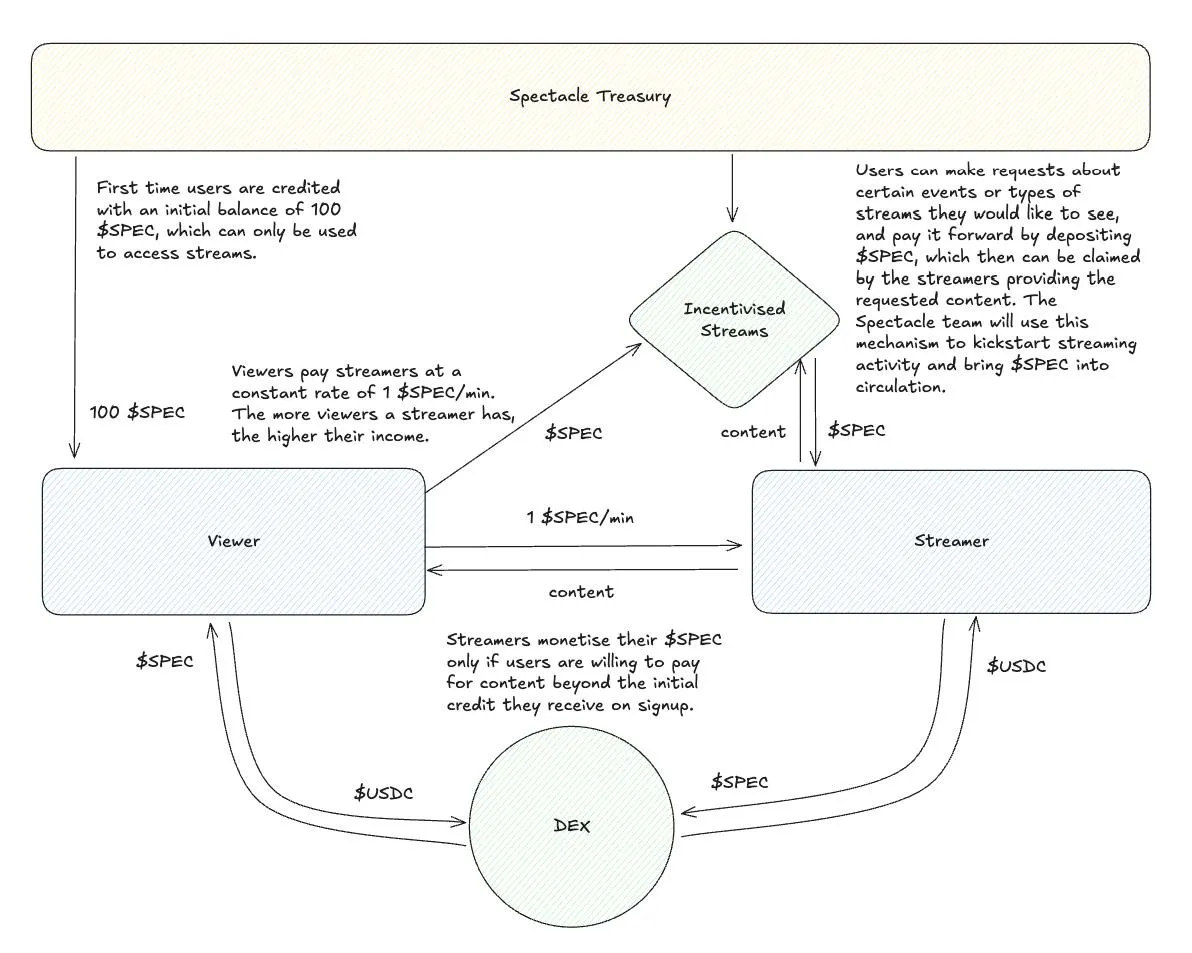 Spectacle Treasury
First time users are credited
with an initial balance of 100
$SPEC, which can only be used
to access streams.
Users can make requests about
certain events or types of
streams they would like to see,
and pay it forward by depositing
$SPEC, which then can be claimed
by the streamers providing the
requested content. The
Spectacle team will use this
mechanism to kickstart streaming
activity and bring $SPEC into
circulation.
Incentivised
Streams
Viewers pay streamers at a
constant rate of 1 $SPEC/min.
The more viewers a streamer has,
the higher their income.
100 $SPEC
$SPEC
content
$SPEC
Viewer
1 $SPEC/min
content
Streamer
Streamers monetise their $SPEC
only if users are willing to pay
for content beyond the initial
credit they receive on signup.
$SPEC
$USDC
$USDC
$SPEC
DEX